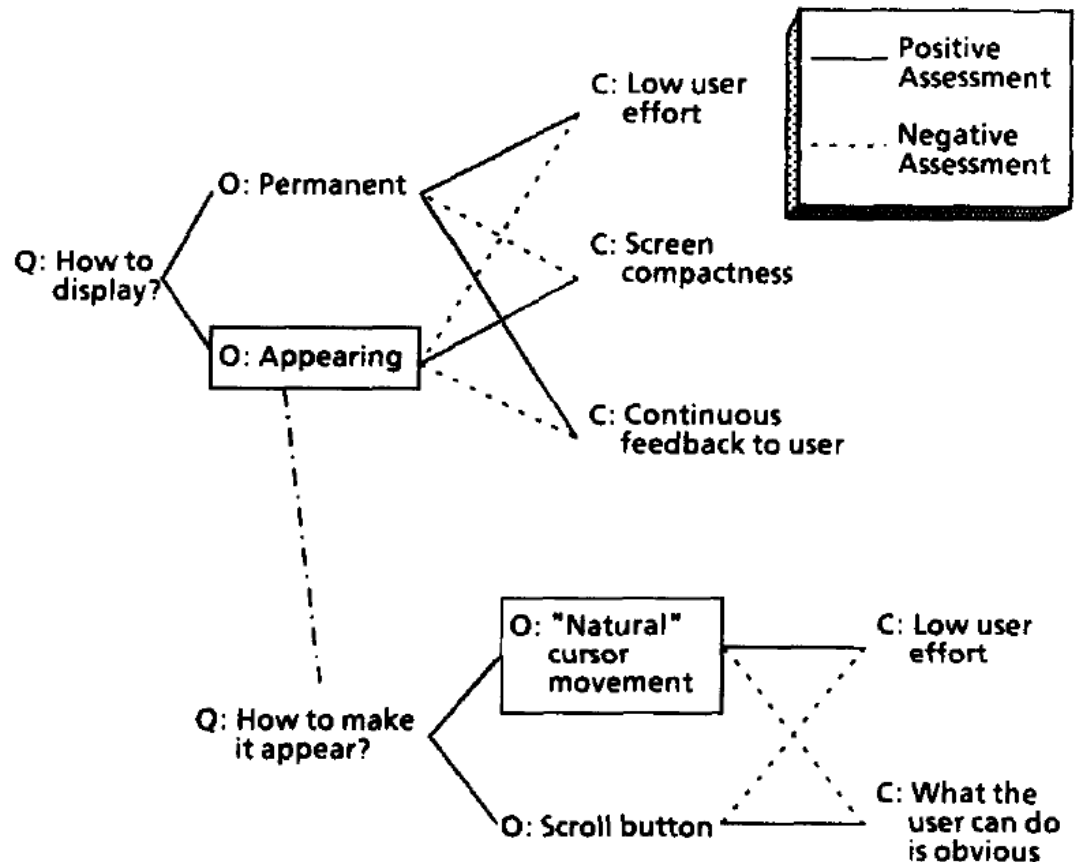 Positive
Assessment
Negative
Assessment
C: Low user
effort
O: Permanent
Q: How to
display?
C: Screen
compactness
O: Appearing
C: Continuous
feedback to user
O: "Natural"
cursor
movement
C: Low user
effort
Q: How to make
it appear?
O: Scroll button
C: What the
user can do
is obvious